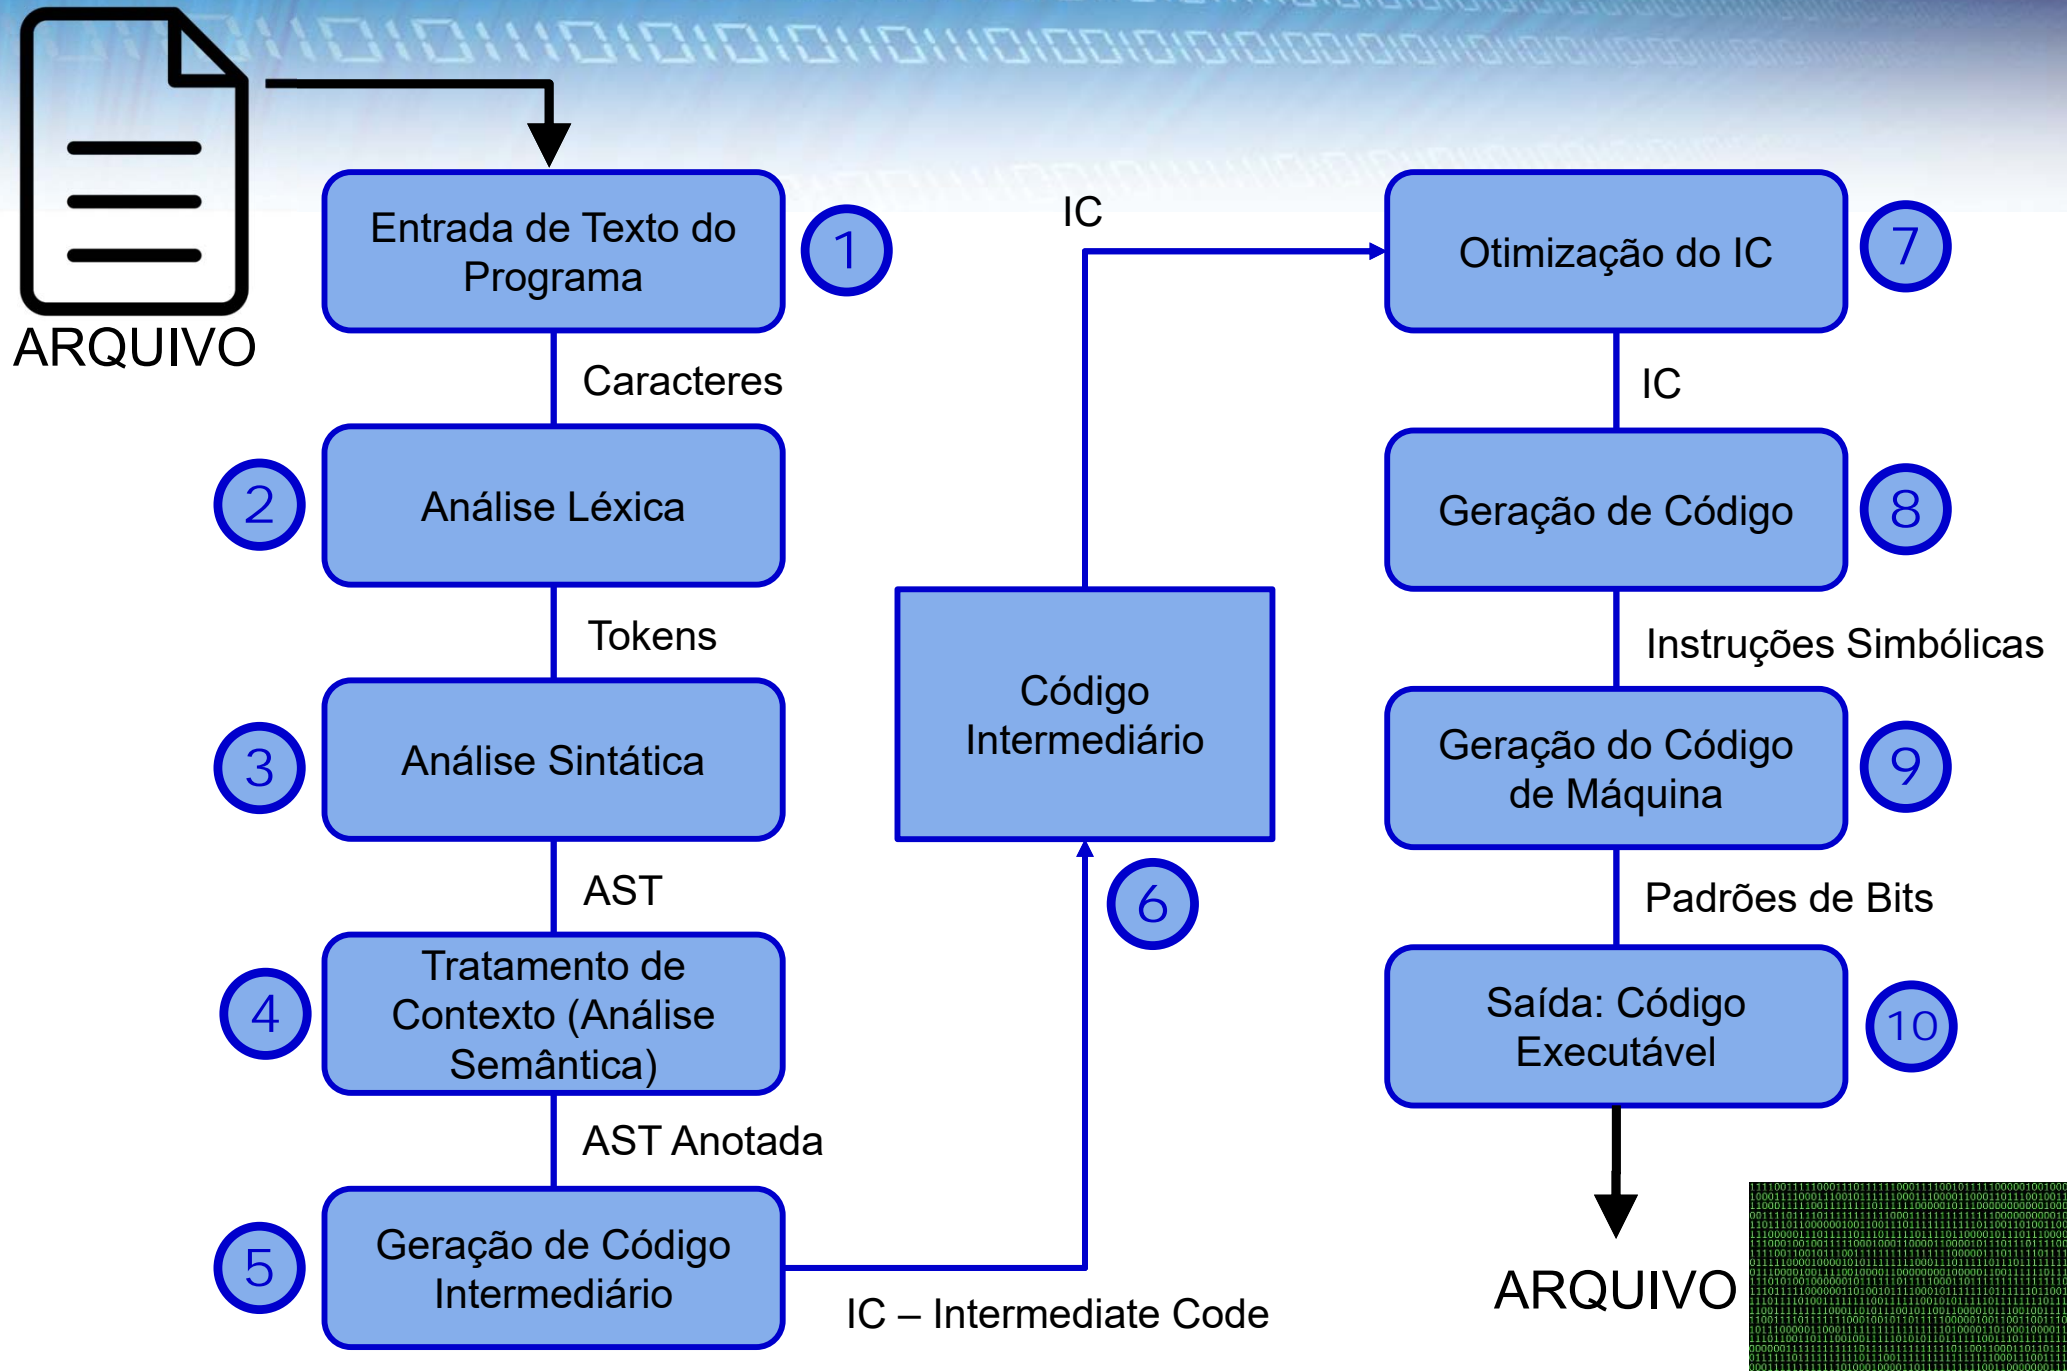 ARQUIVO
Entrada de Texto do
Programa
1
Caracteres
2
Análise Léxica
Tokens
3
Análise Sintática
AST
4
Tratamento de
Contexto (Análise
Semântica)
AST Anotada
5
Geração de Código
Intermediário
IC – Intermediate Code
6
Código
Intermediário
IC
Otimização do IC
7
IC
Geração de Código
8
Instruções Simbólicas
Geração do Código
de Máquina
9
Padrões de Bits
Saída: Código
Executável
10
ARQUIVO